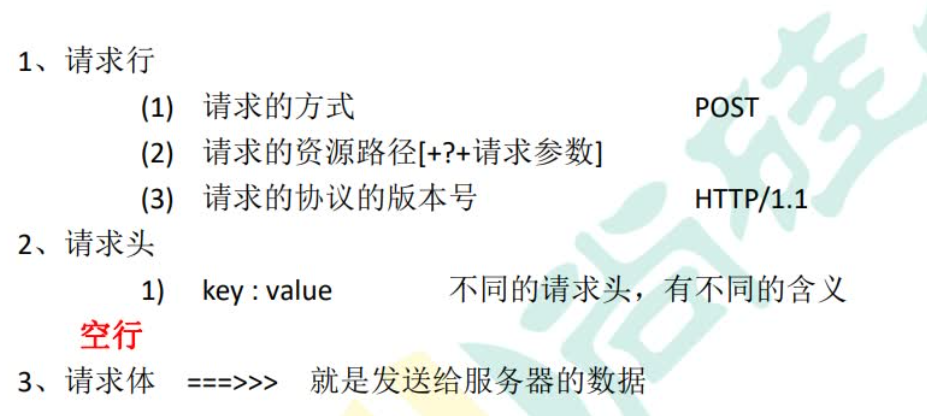 1、请求行
(1) 请求的方式 POST
(2) 请求的资源路径[+?+请求参数]
(3) 请求的协议的版本号 HTTP/1.1
2、请求头
1) key : value 不同的请求头，有不同的含义
空行
3、请求体 ===>>> 就是发送给服务器的数据
尚硅